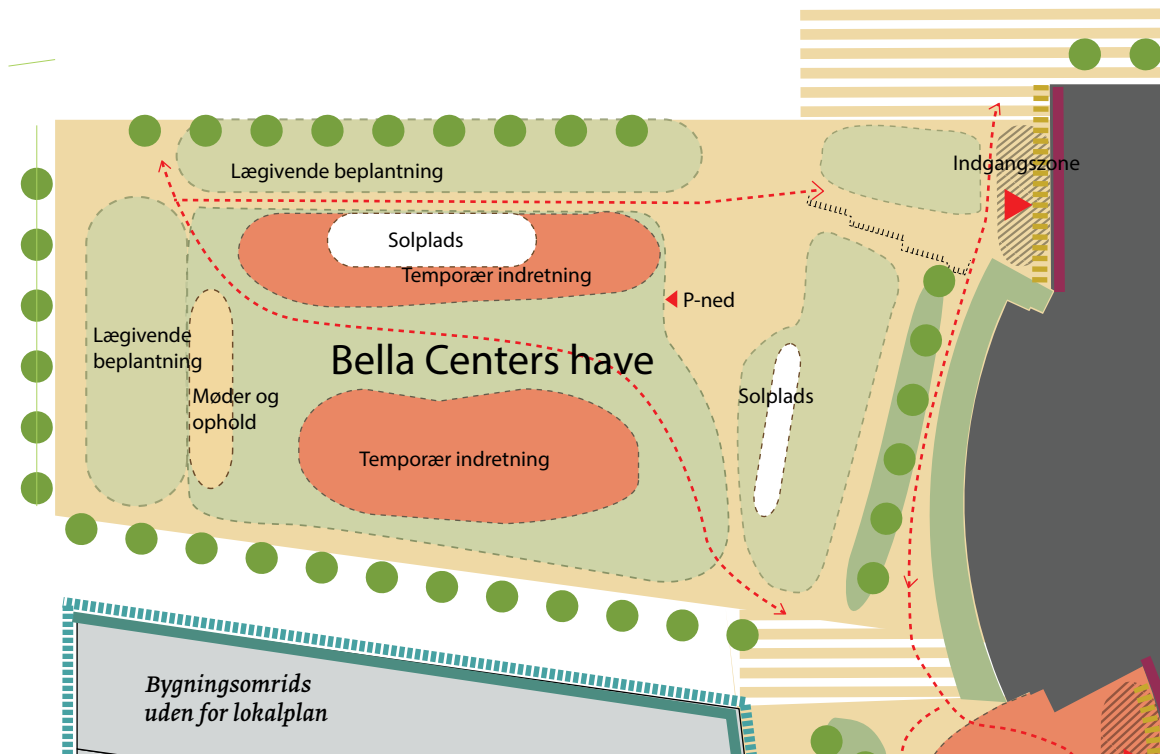 Lægivende beplantning
Indgangszone
Solplads
Temporær indretning
P-ned
Lægivende
beplantning
Bella Centers have
Møder og
ophold
Solplads
Temporær indretning
Bygningsomrids
uden for lokalplan